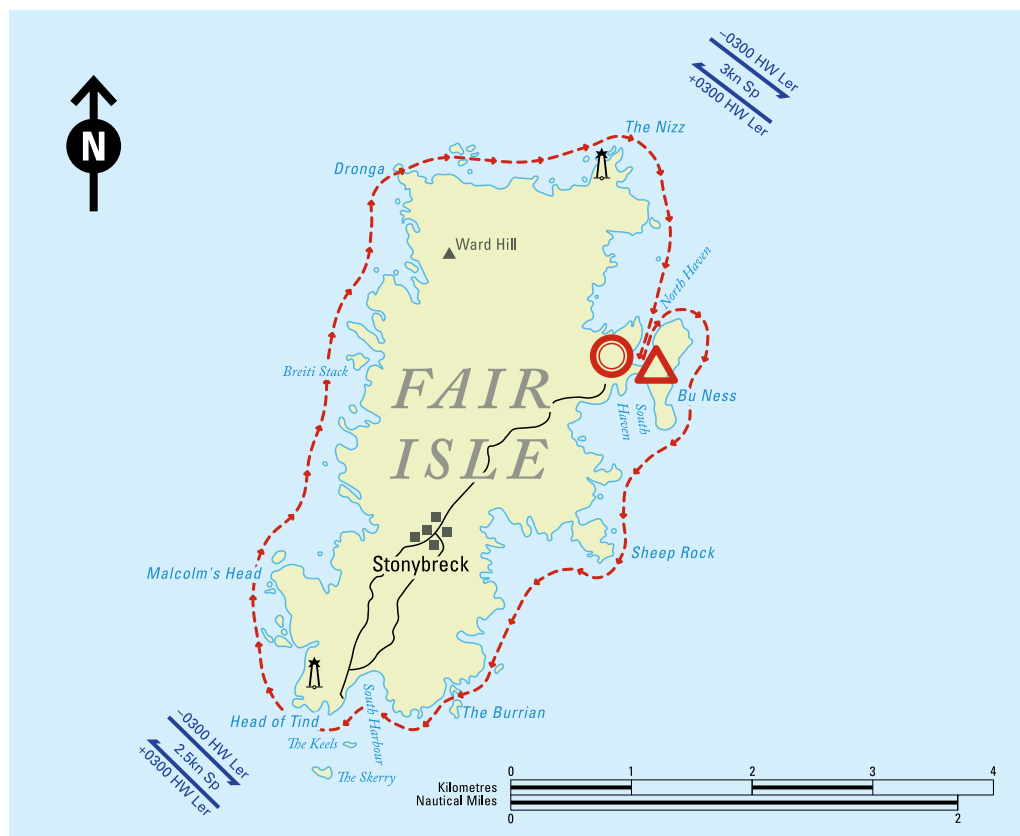 −0300 HW Ler
3kn Sp
+0300 HW Ler
N
The Nizz
Dronga
Ward Hill
North Haven
Breiti Stack
FAIR
ISLE
Bu Ness
South
Haven
Stonybreck
Sheep Rock
Malcolm's Head
Head of Tind
South Harbour
The Burrian
The Keels
The Skerry
−0300 HW Ler
2.5kn Sp
+0300 HW Ler
0 1 2 3 4
Kilometres
Nautical Miles
0 2